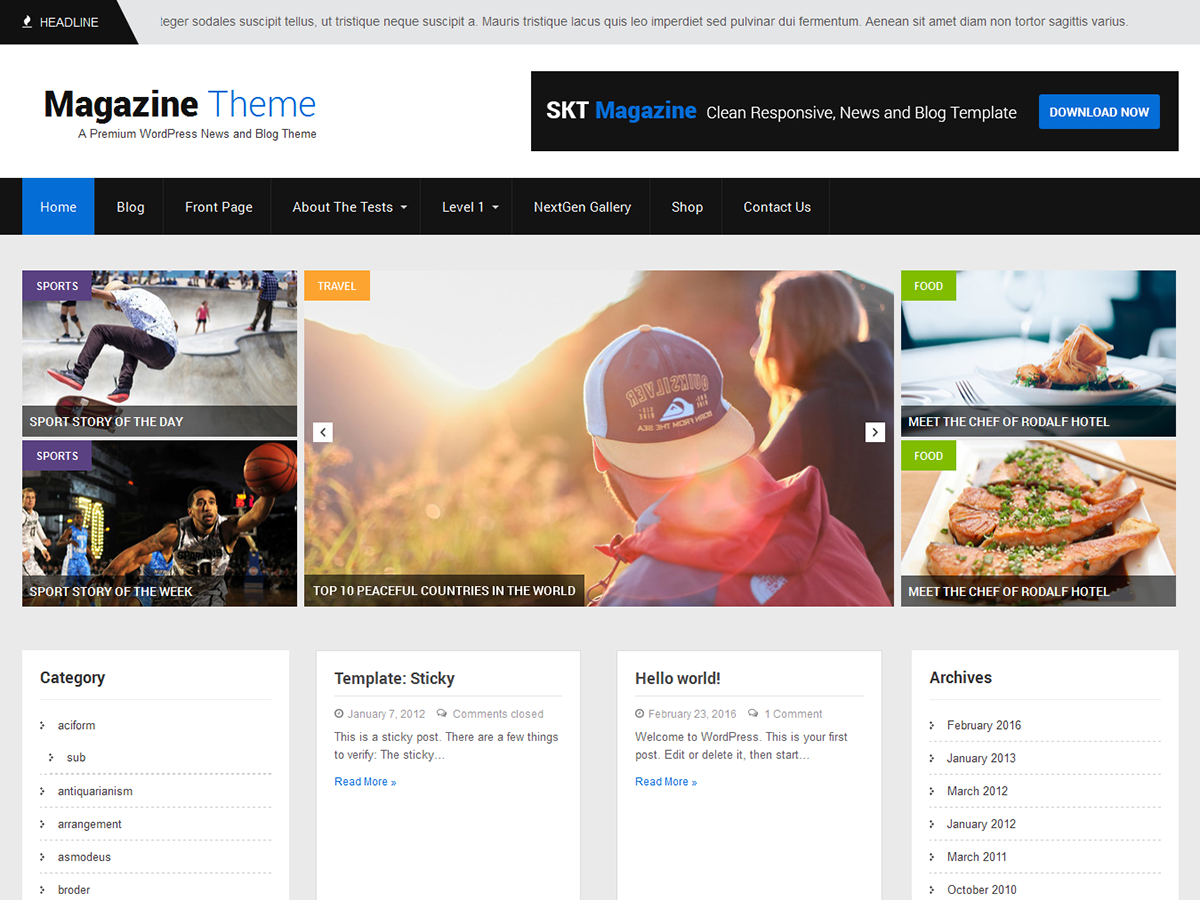 HEADLINE
teger sodales suscipit tellus, ut tristique neque suscipit a. Mauris tristique lacus quis leo imperdiet sed pulvinar dui fermentum. Aenean sit amet diam non tortor sagittis varius.
Magazine Theme
A Premium WordPress News and Blog Theme
SKT Magazine Clean Responsive, News and Blog Template
DOWNLOAD NOW
Home Blog Front Page About The Tests Level 1 NextGen Gallery Shop Contact Us
SPORTS
SPORT STORY OF THE DAY
SPORTS
SPARTANS
SPORT STORY OF THE WEEK
TRAVEL
QUIKSILVER
BORN FROM THE SEA
TOP 10 PEACEFUL COUNTRIES IN THE WORLD
FOOD
MEET THE CHEF OF RODALF HOTEL
FOOD
MEET THE CHEF OF RODALF HOTEL
Category
aciform
sub
antiquarianism
arrangement
asmodeus
broder
Template: Sticky
January 7, 2012 Comments closed
This is a sticky post. There are a few things
to verify: The sticky…
Read More »
Hello world!
February 23, 2016 1 Comment
Welcome to WordPress. This is your first
post. Edit or delete it, then start…
Read More »
Archives
February 2016
January 2013
March 2012
January 2012
March 2011
October 2010